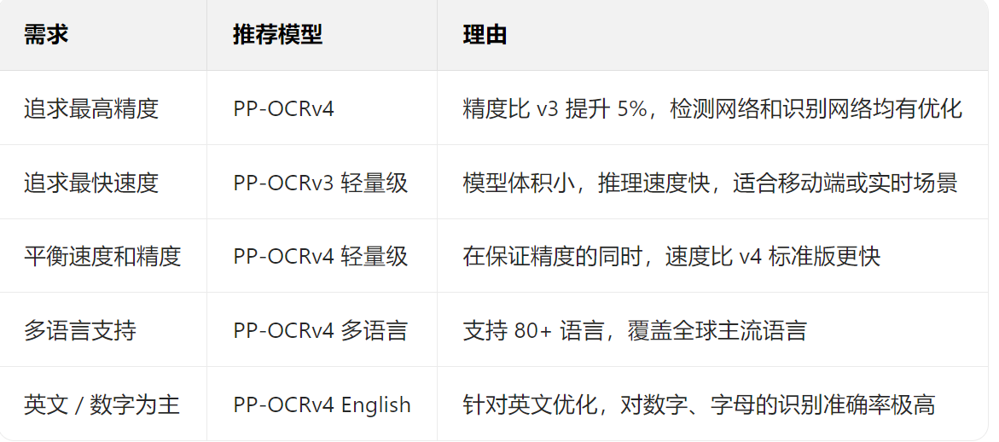 需求 推荐模型 理由
追求最高精度 PP-OCRv4 精度比 v3 提升 5%，检测网络和识别网络均有优化
追求最快速度 PP-OCRv3 轻量级 模型体积小，推理速度快，适合移动端或实时场景
平衡速度和精度 PP-OCRv4 轻量级 在保证精度的同时，速度比 v4 标准版更快
多语言支持 PP-OCRv4 多语言 支持 80+ 语言，覆盖全球主流语言
英文 / 数字为主 PP-OCRv4 English 针对英文优化，对数字、字母的识别准确率极高